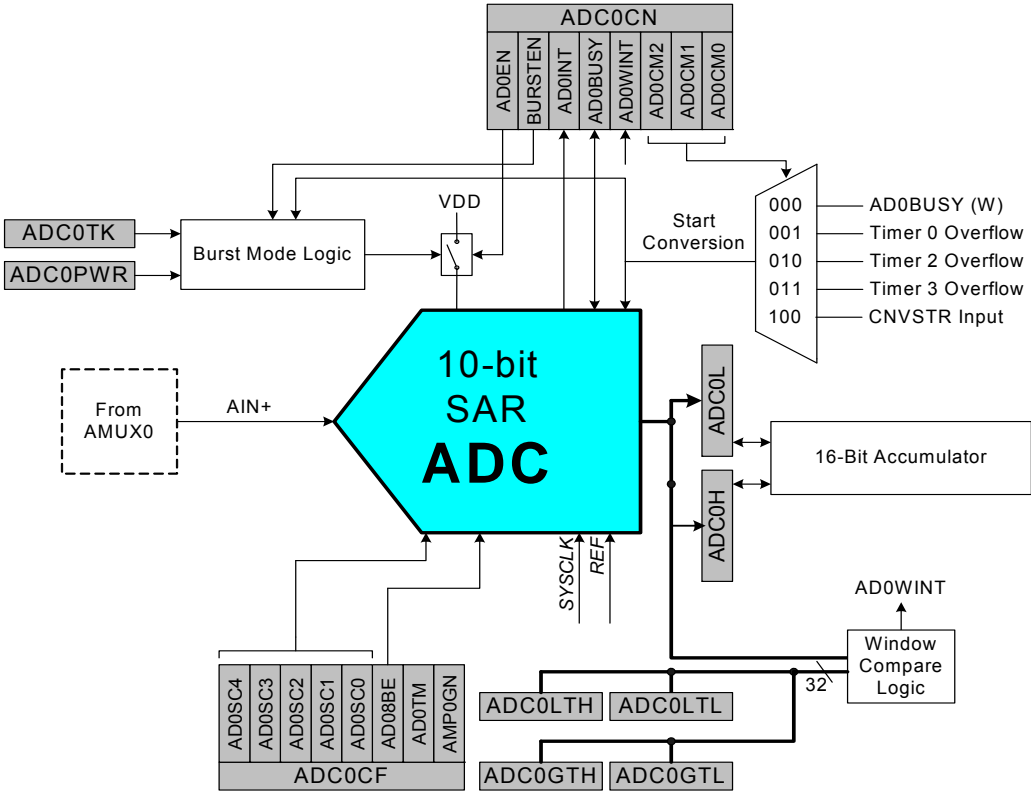 ADC0CN
AD0EN
BURSTEN
AD0INT
AD0BUSY
AD0WINT
AD0CM2
AD0CM1
AD0CM0
VDD
Start
Conversion
000
001
010
011
100
AD0BUSY (W)
Timer 0 Overflow
Timer 2 Overflow
Timer 3 Overflow
CNVSTR Input
ADC0TK
ADC0PWR
Burst Mode Logic
From
AMUX0
AIN+
10-bit
SAR
ADC
ADC0L
ADC0H
16-Bit Accumulator
SYSCLK
REF
AD0WINT
Window
Compare
Logic
32
AD0SC4
AD0SC3
AD0SC2
AD0SC1
AD0SC0
AD08BE
AD0TM
AMP0GN
ADC0CF
ADC0LTH
ADC0LTL
ADC0GTH
ADC0GTL